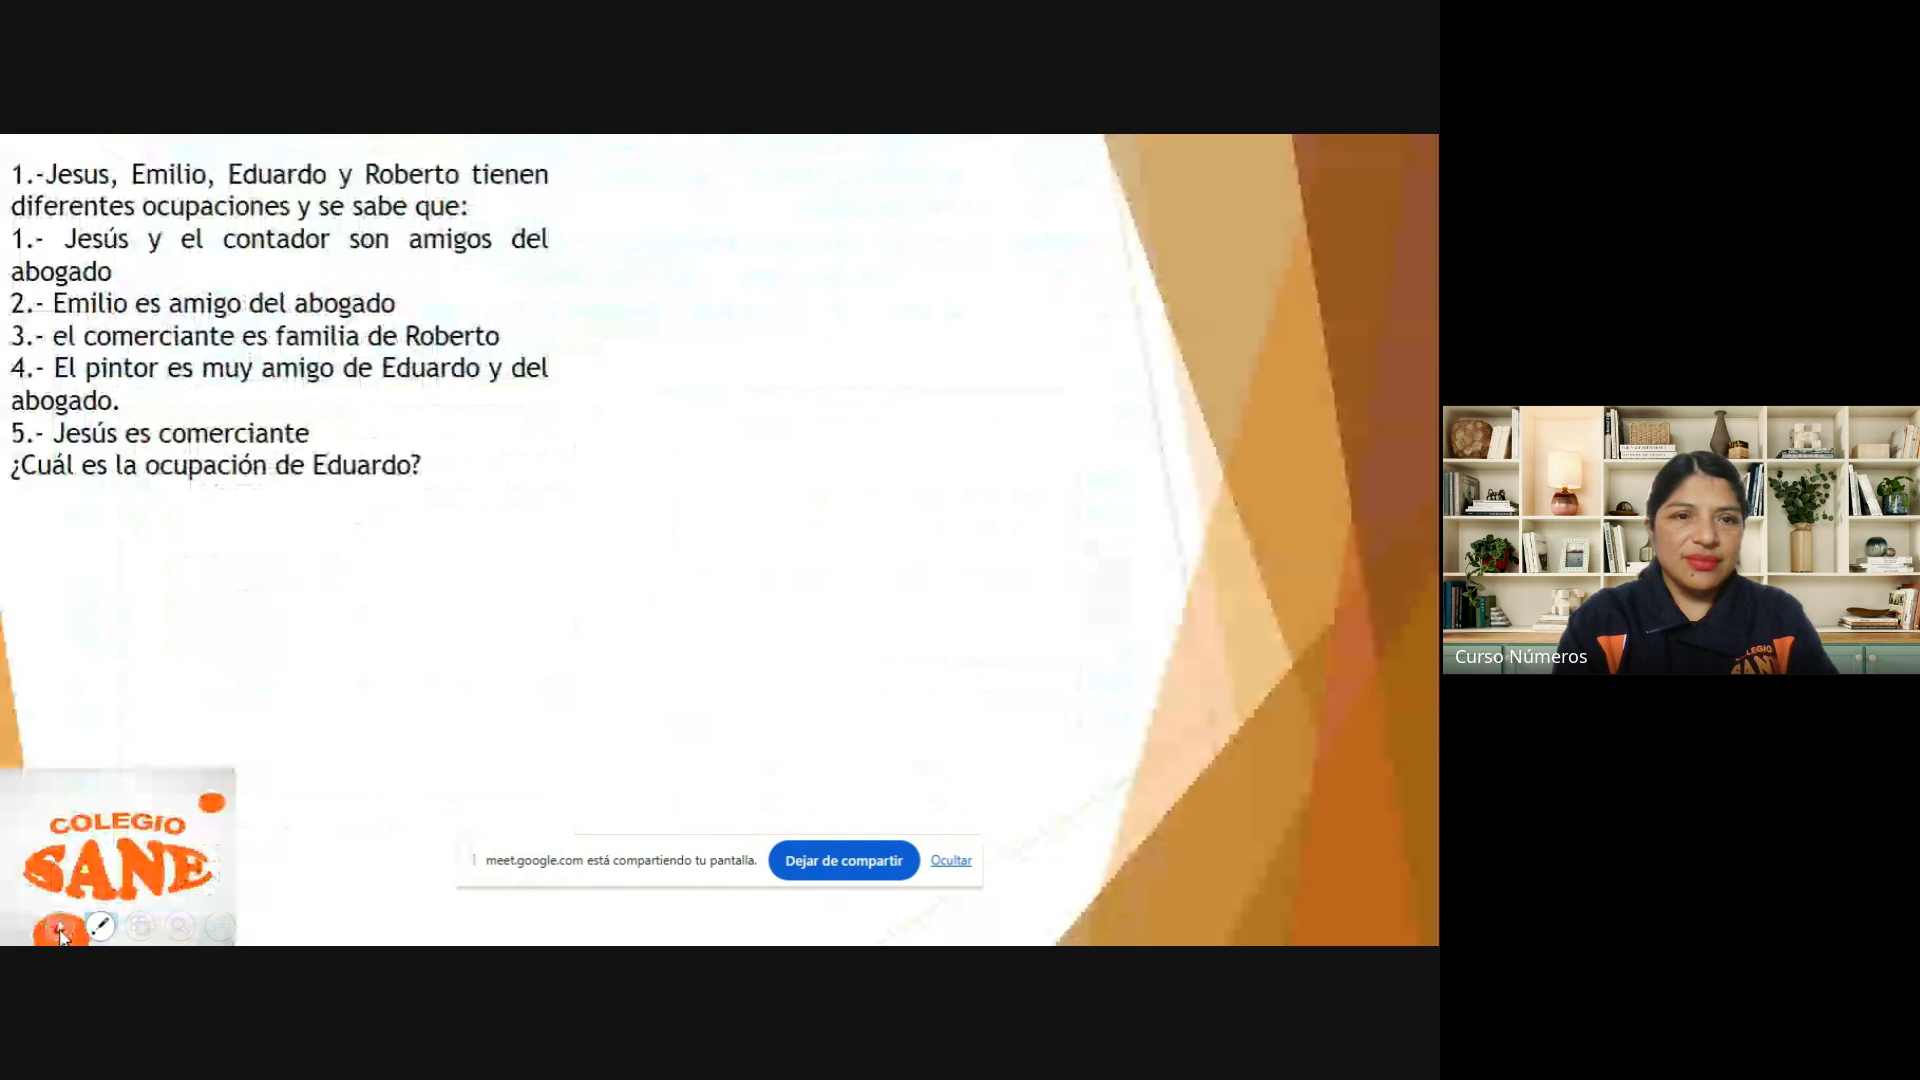 1.-Jesus, Emilio, Eduardo y Roberto tienen
diferentes ocupaciones y se sabe que:
1.- Jesús y el contador son amigos del
abogado
2.- Emilio es amigo del abogado
3.- el comerciante es familia de Roberto
4.- El pintor es muy amigo de Eduardo y del
abogado.
5.- Jesús es comerciante
¿Cuál es la ocupación de Eduardo?
COLEGIO
SANE
meet.google.com está compartiendo tu pantalla.
Dejar de compartir
Ocultar
Curso Números